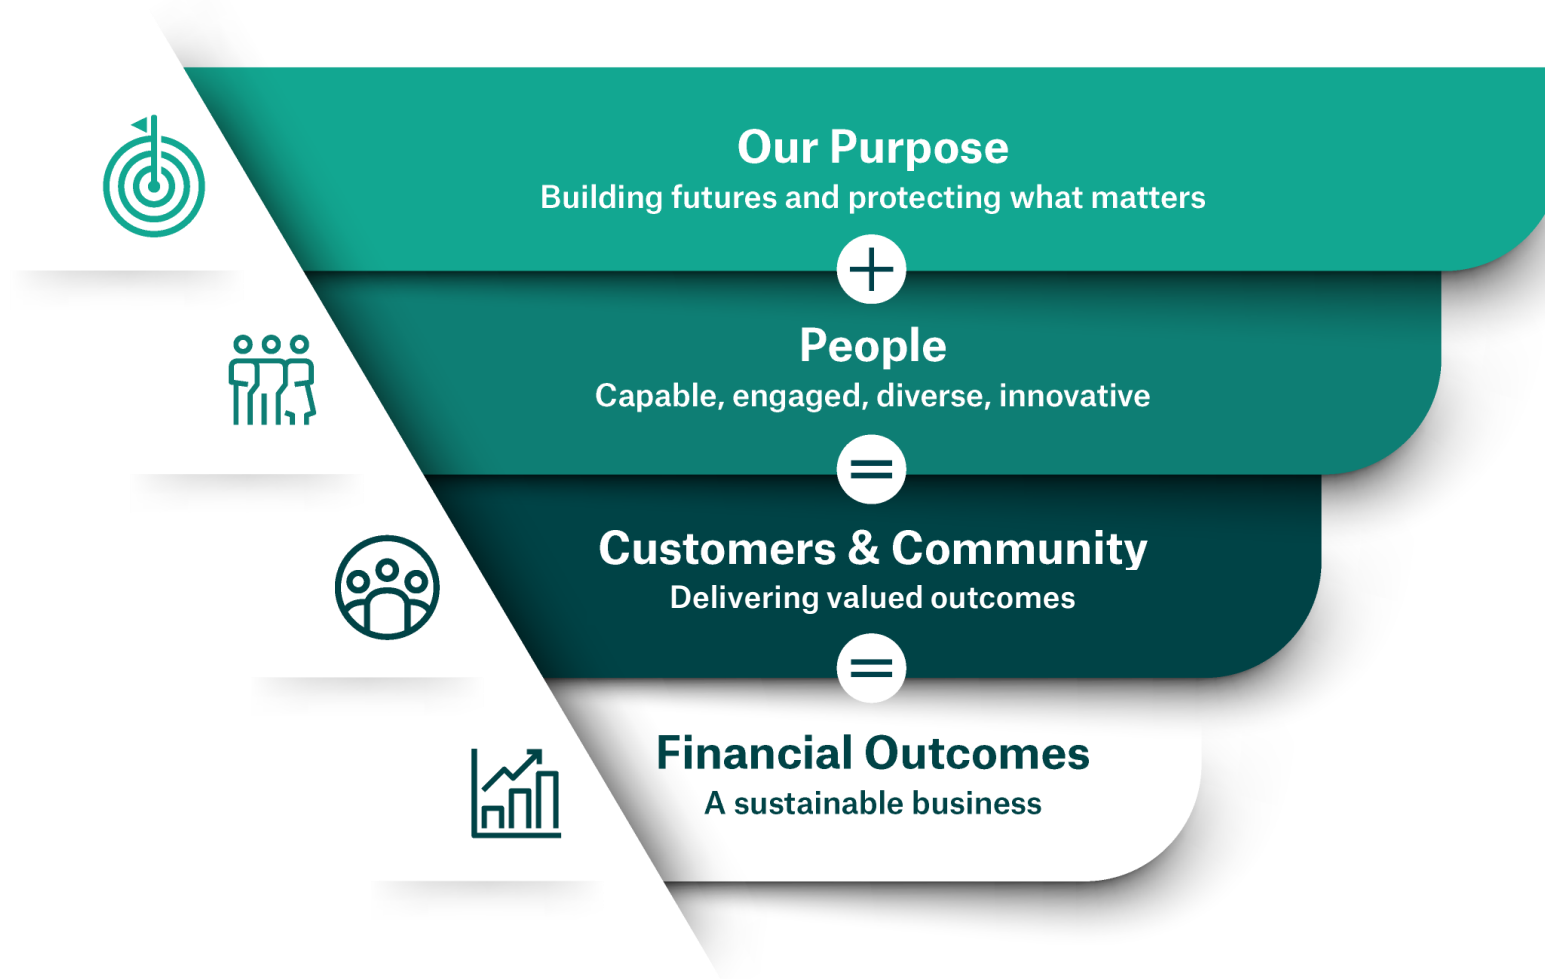 Our Purpose
Building futures and protecting what matters
+
People
Capable, engaged, diverse, innovative
=
Customers & Community
Delivering valued outcomes
=
Financial Outcomes
A sustainable business